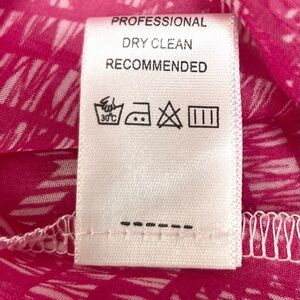 PROFESSIONAL
DRY CLEAN
RECOMMENDED
30°C